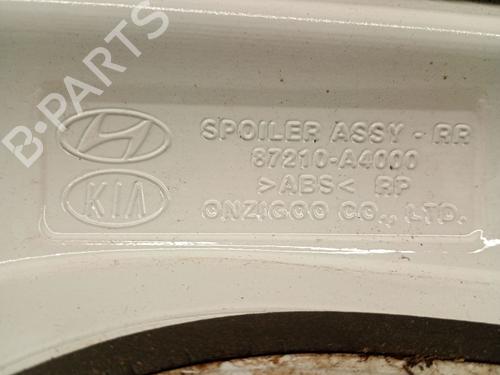 B-PARTS
SPOILER ASSY - RR
87210-A4000
>ABS< RP
KIA
ONZIGOO CO., LTD.